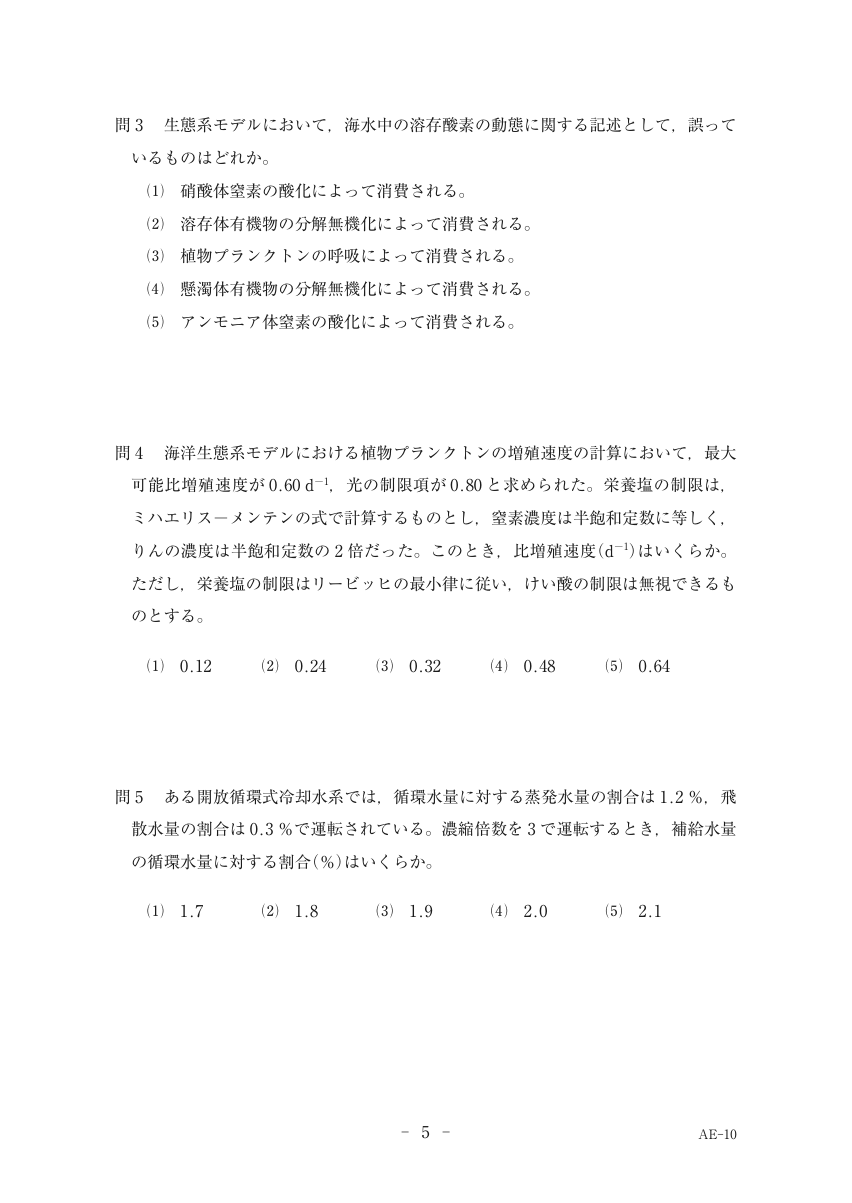 問3 生態系モデルにおいて，海水中の溶存酸素の動態に関する記述として，誤って
いるものはどれか。
⑴ 硝酸体窒素の酸化によって消費される。
⑵ 溶存体有機物の分解無機化によって消費される。
⑶ 植物プランクトンの呼吸によって消費される。
⑷ 懸濁体有機物の分解無機化によって消費される。
⑸ アンモニア体窒素の酸化によって消費される。
問4 海洋生態系モデルにおける植物プランクトンの増殖速度の計算において，最大
可能比増殖速度が 0.60 d⁻¹，光の制限項が 0.80 と求められた。栄養塩の制限は，
ミハエリス－メンテンの式で計算するものとし，窒素濃度は半飽和定数に等しく，
りんの濃度は半飽和定数の 2 倍だった。このとき，比増殖速度(d⁻¹)はいくらか。
ただし，栄養塩の制限はリービッヒの最小律に従い，けい酸の制限は無視できるも
のとする。
⑴ 0.12 ⑵ 0.24 ⑶ 0.32 ⑷ 0.48 ⑸ 0.64
問5 ある開放循環式冷却水系では，循環水量に対する蒸発水量の割合は 1.2 %，飛
散水量の割合は 0.3 %で運転されている。濃縮倍数を 3 で運転するとき，補給水量
の循環水量に対する割合(%)はいくらか。
⑴ 1.7 ⑵ 1.8 ⑶ 1.9 ⑷ 2.0 ⑸ 2.1
- 5 -
AE-10